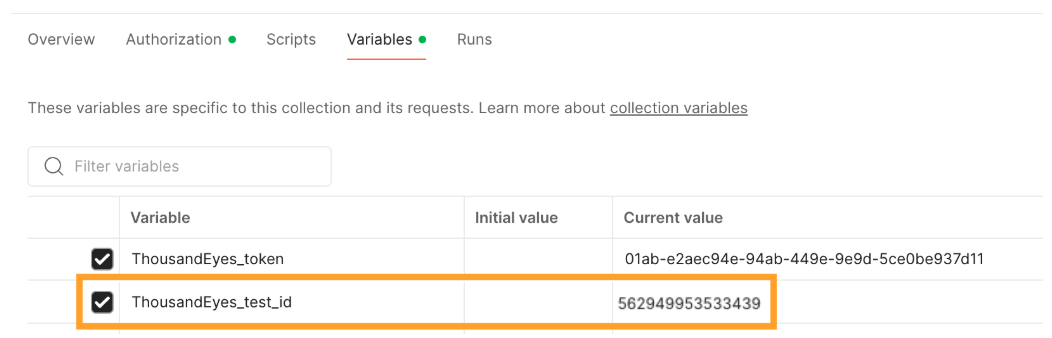 Overview Authorization Scripts Variables Runs
These variables are specific to this collection and its requests. Learn more about collection variables
Filter variables
Variable Initial value Current value
ThousandEyes_token 01ab-e2aec94e-94ab-449e-9e9d-5ce0be937d11
ThousandEyes_test_id 562949953533439